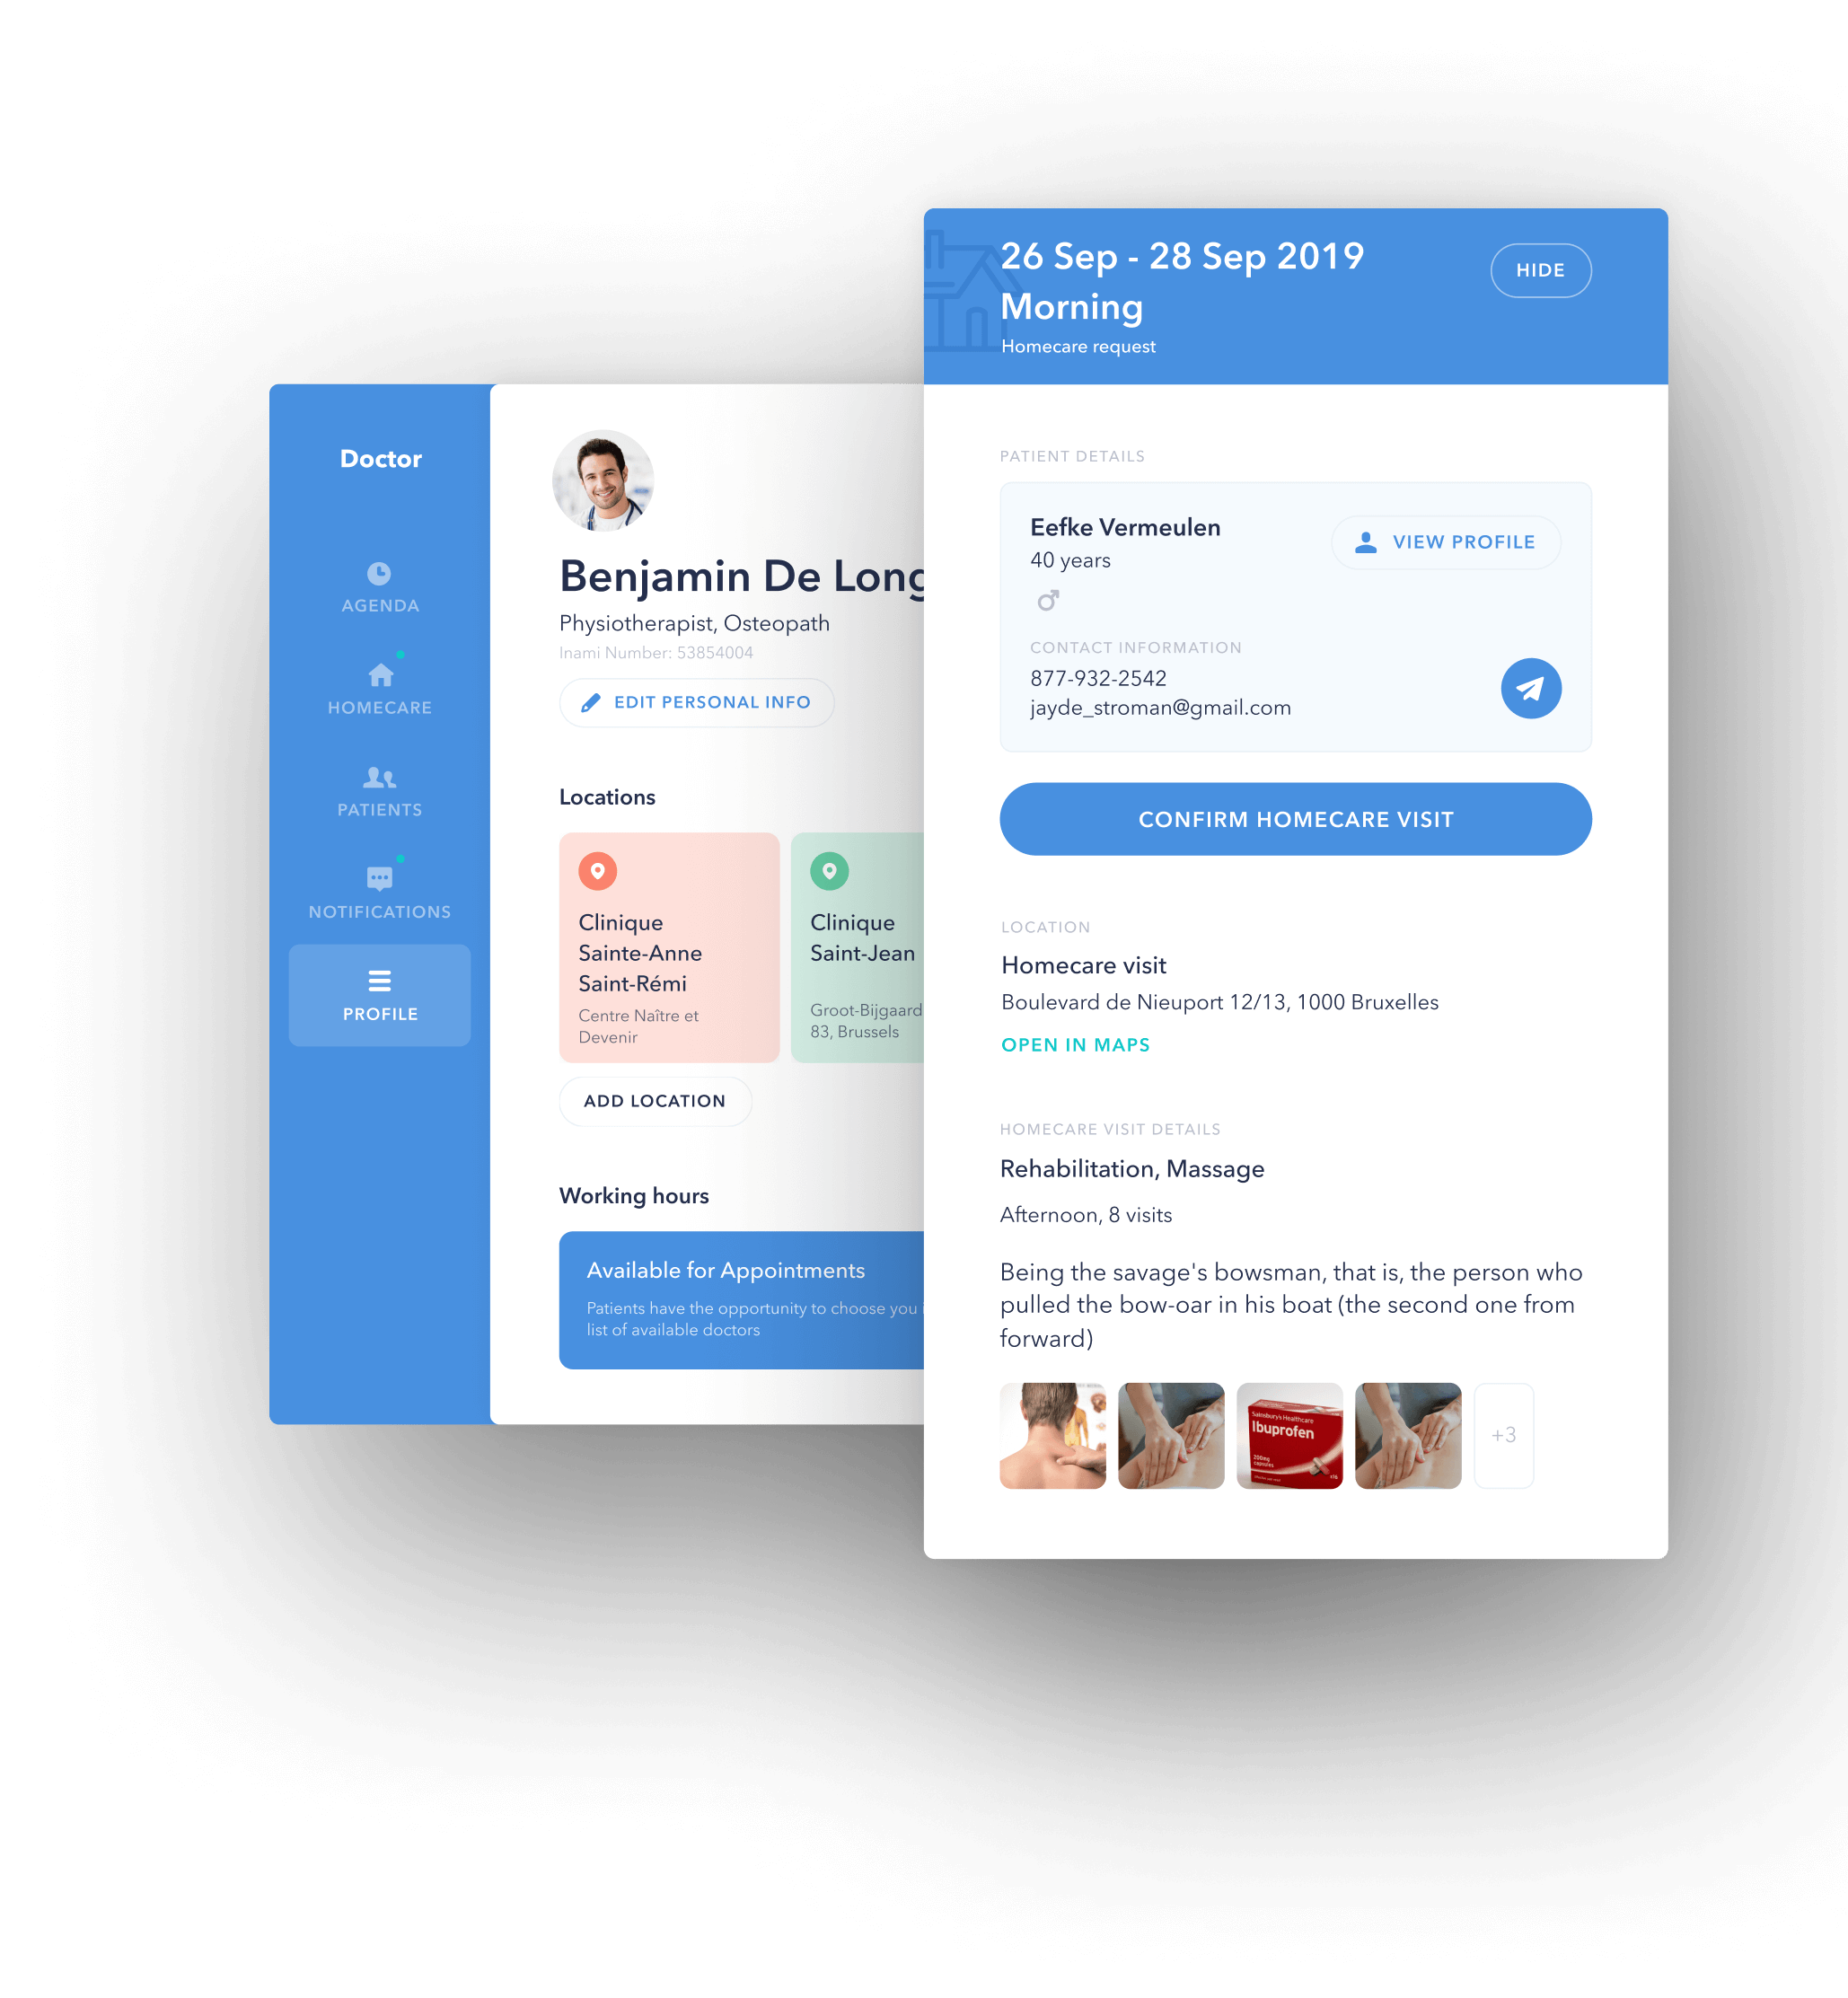 Doctor
AGENDA
HOMECARE
PATIENTS
NOTIFICATIONS
PROFILE
Benjamin De Long
Physiotherapist, Osteopath
Inami Number: 53854004
EDIT PERSONAL INFO
Locations
Clinique
Sainte-Anne
Saint-Rémi
Centre Naître et
Devenir
Clinique
Saint-Jean
Groot-Bijgaard
83, Brussels
ADD LOCATION
Working hours
Available for Appointments
Patients have the opportunity to choose you
list of available doctors
26 Sep - 28 Sep 2019
Morning
Homecare request
HIDE
PATIENT DETAILS
Eefke Vermeulen
40 years
VIEW PROFILE
CONTACT INFORMATION
877-932-2542
jayde_stroman@gmail.com
CONFIRM HOMECARE VISIT
LOCATION
Homecare visit
Boulevard de Nieuport 12/13, 1000 Bruxelles
OPEN IN MAPS
HOMECARE VISIT DETAILS
Rehabilitation, Massage
Afternoon, 8 visits
Being the savage's bowsman, that is, the person who
pulled the bow-oar in his boat (the second one from
forward)
Sainsbury's Healthcare
Ibuprofen
200mg
capsules
+3